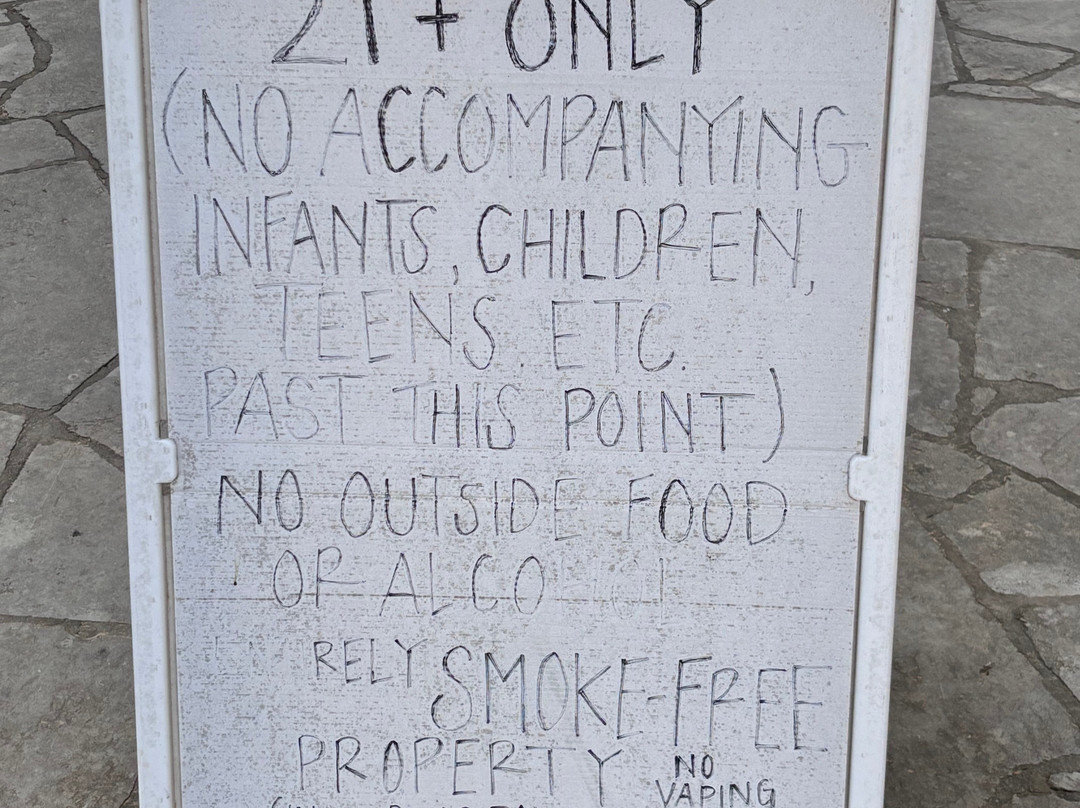 21+ ONLY
(NO ACCOMPANYING
INFANTS, CHILDREN,
TEENS, ETC.
PAST THIS POINT)
NO OUTSIDE FOOD
OR ALCOHOL
RELY SMOKE-FREE
PROPERTY NO
VAPING